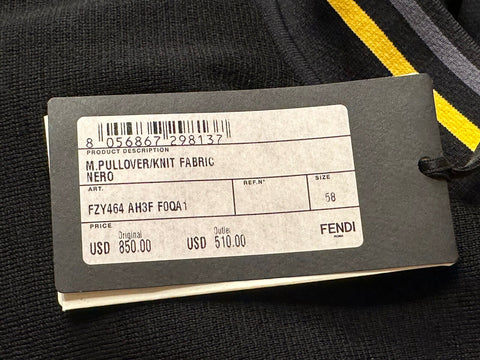 8 056867 298137
PRODUCT DESCRIPTION
M.PULLOVER/KNIT FABRIC
NERO
ART. REF.N° SIZE
FZY464 AH3F F0QA1 58
PRICE
Original Outlet
USD 850.00 USD 510.00
FENDI
ROMA